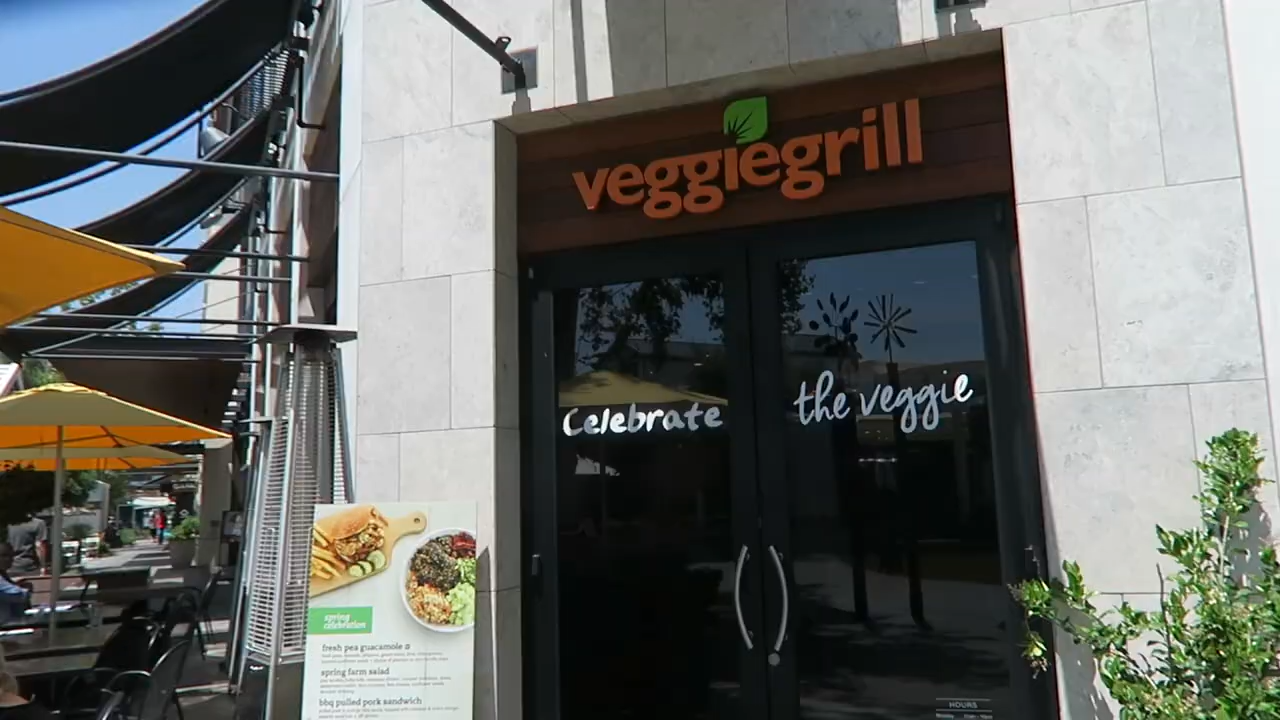 veggiegrill
Celebrate the veggie
spring
celebration
fresh pea guacamole
spring farm salad
bbq pulled pork sandwich
HOURS